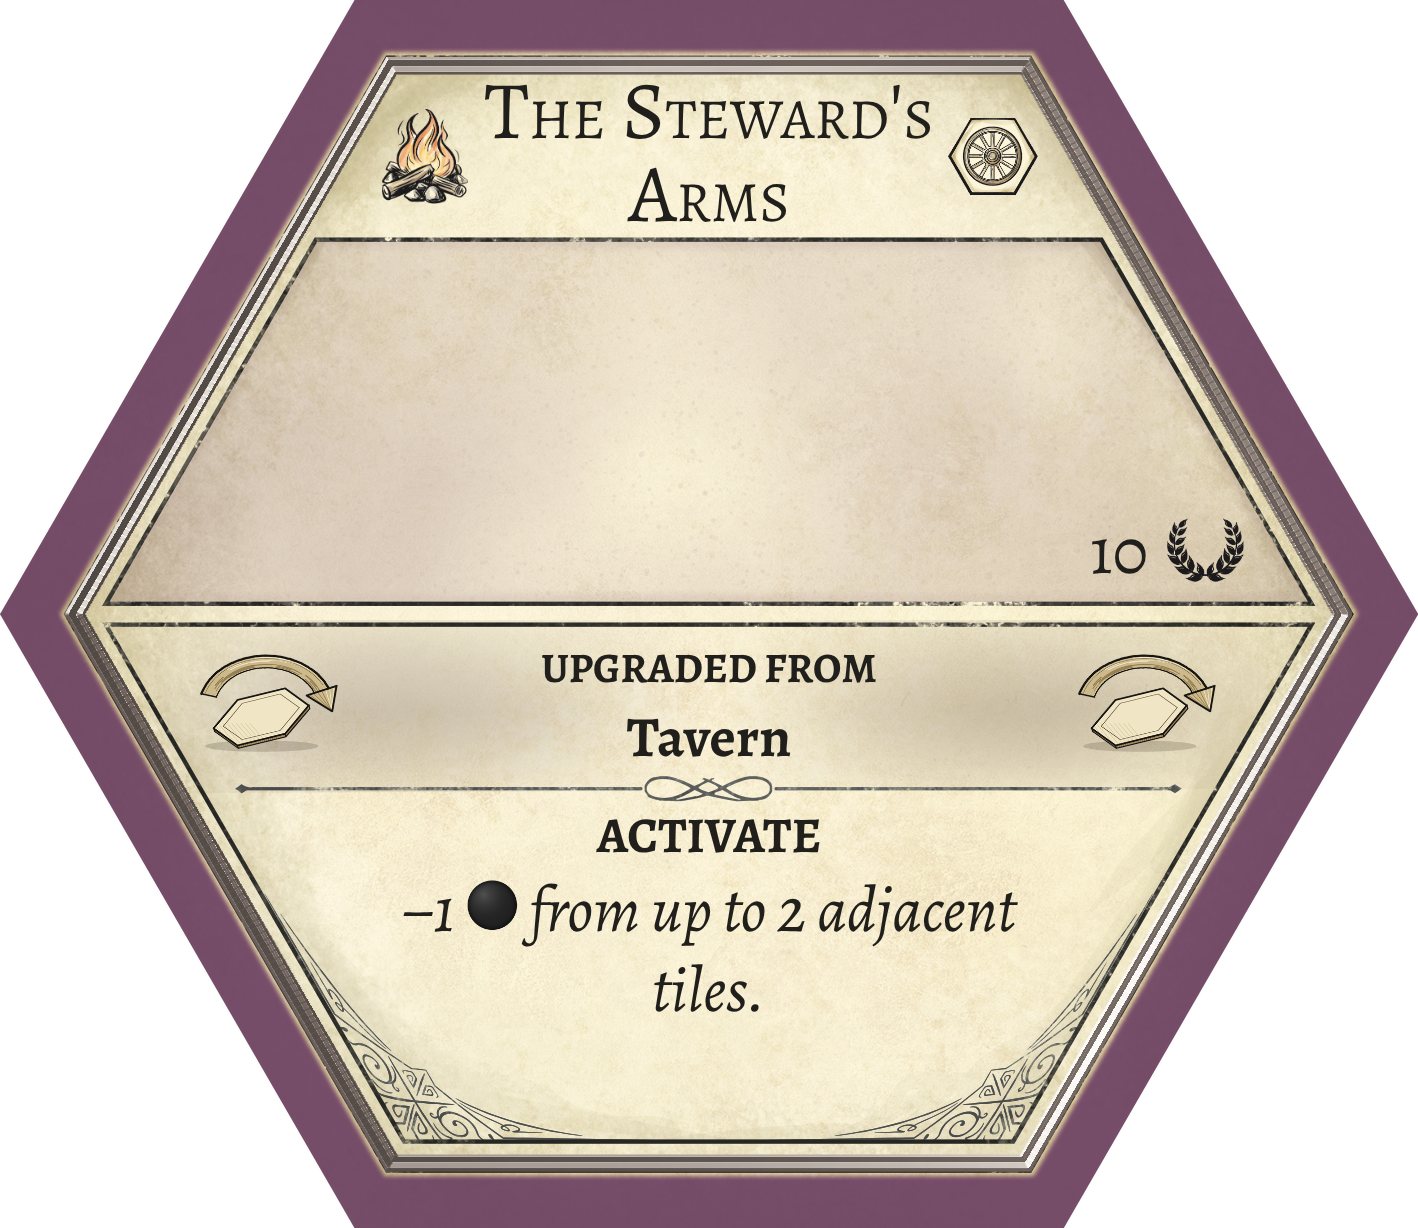 The Steward's
Arms
10
UPGRADED FROM
Tavern
ACTIVATE
–1 from up to 2 adjacent
tiles.